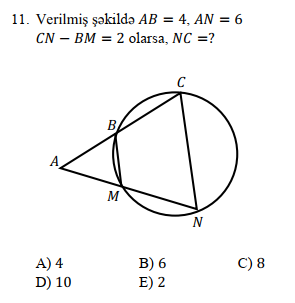 11. Verilmiş şəkildə AB = 4, AN = 6
CN − BM = 2 olarsa, NC =?
C
B
A
M
N
A) 4 B) 6 C) 8
D) 10 E) 2